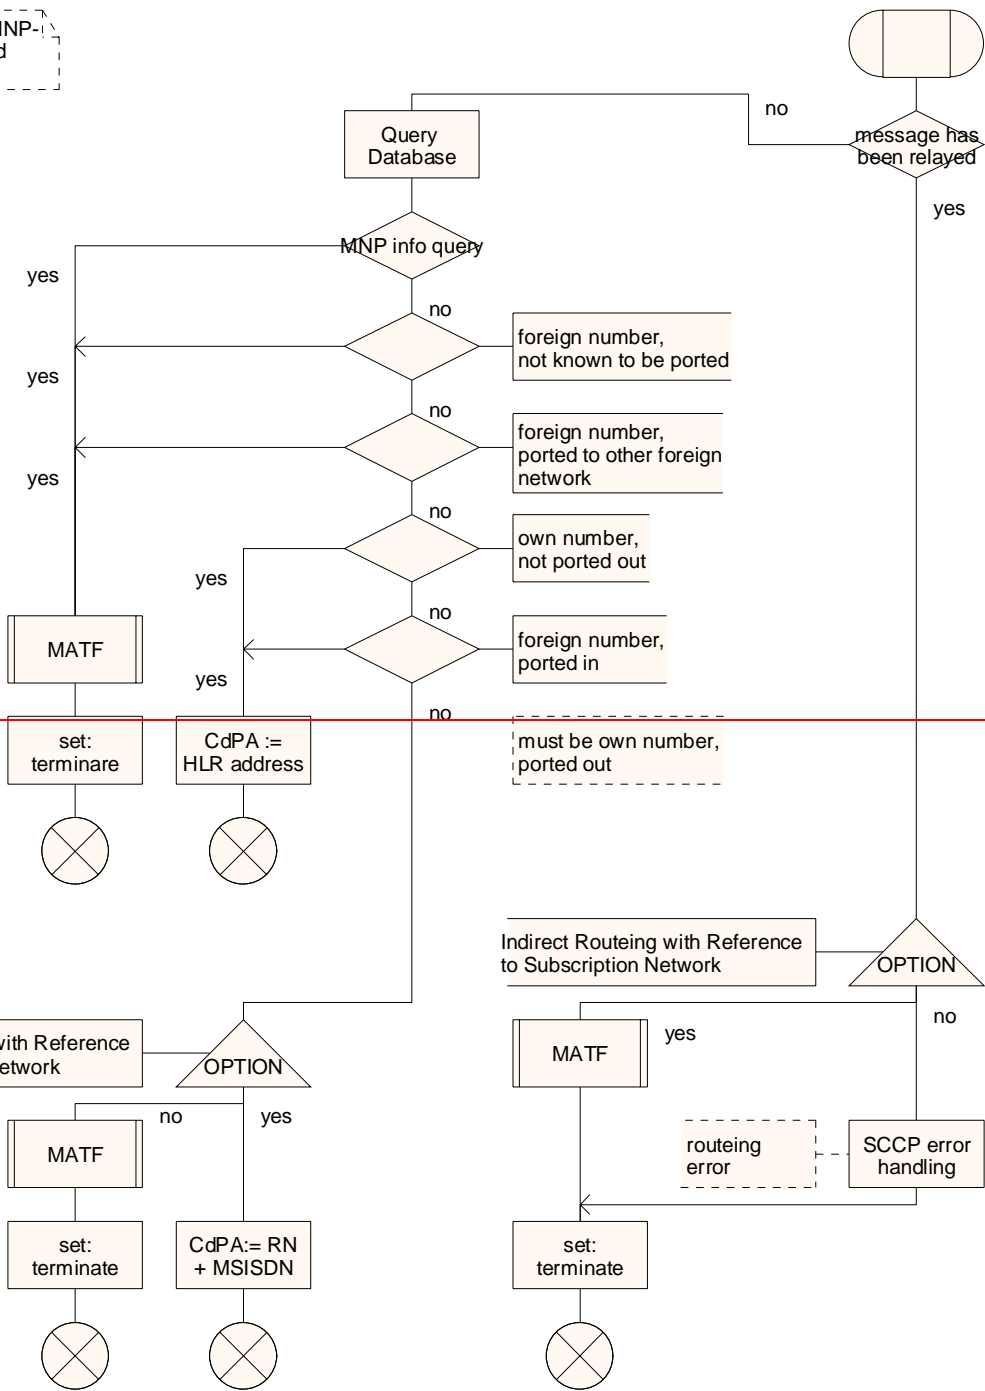 INP-
d
no
Query
Database
message has
been relayed
yes
MNP info query
yes
no
foreign number,
not known to be ported
yes
no
foreign number,
ported to other foreign
network
yes
no
own number,
not ported out
yes
no
foreign number,
ported in
MATF
yes
no
set:
terminare
CdPA :=
HLR address
must be own number,
ported out
Indirect Routeing with Reference
to Subscription Network
OPTION
no
yes
MATF
with Reference
etwork
OPTION
no
yes
MATF
routeing
error
SCCP error
handling
set:
terminate
CdPA:= RN
+ MSISDN
set:
terminate